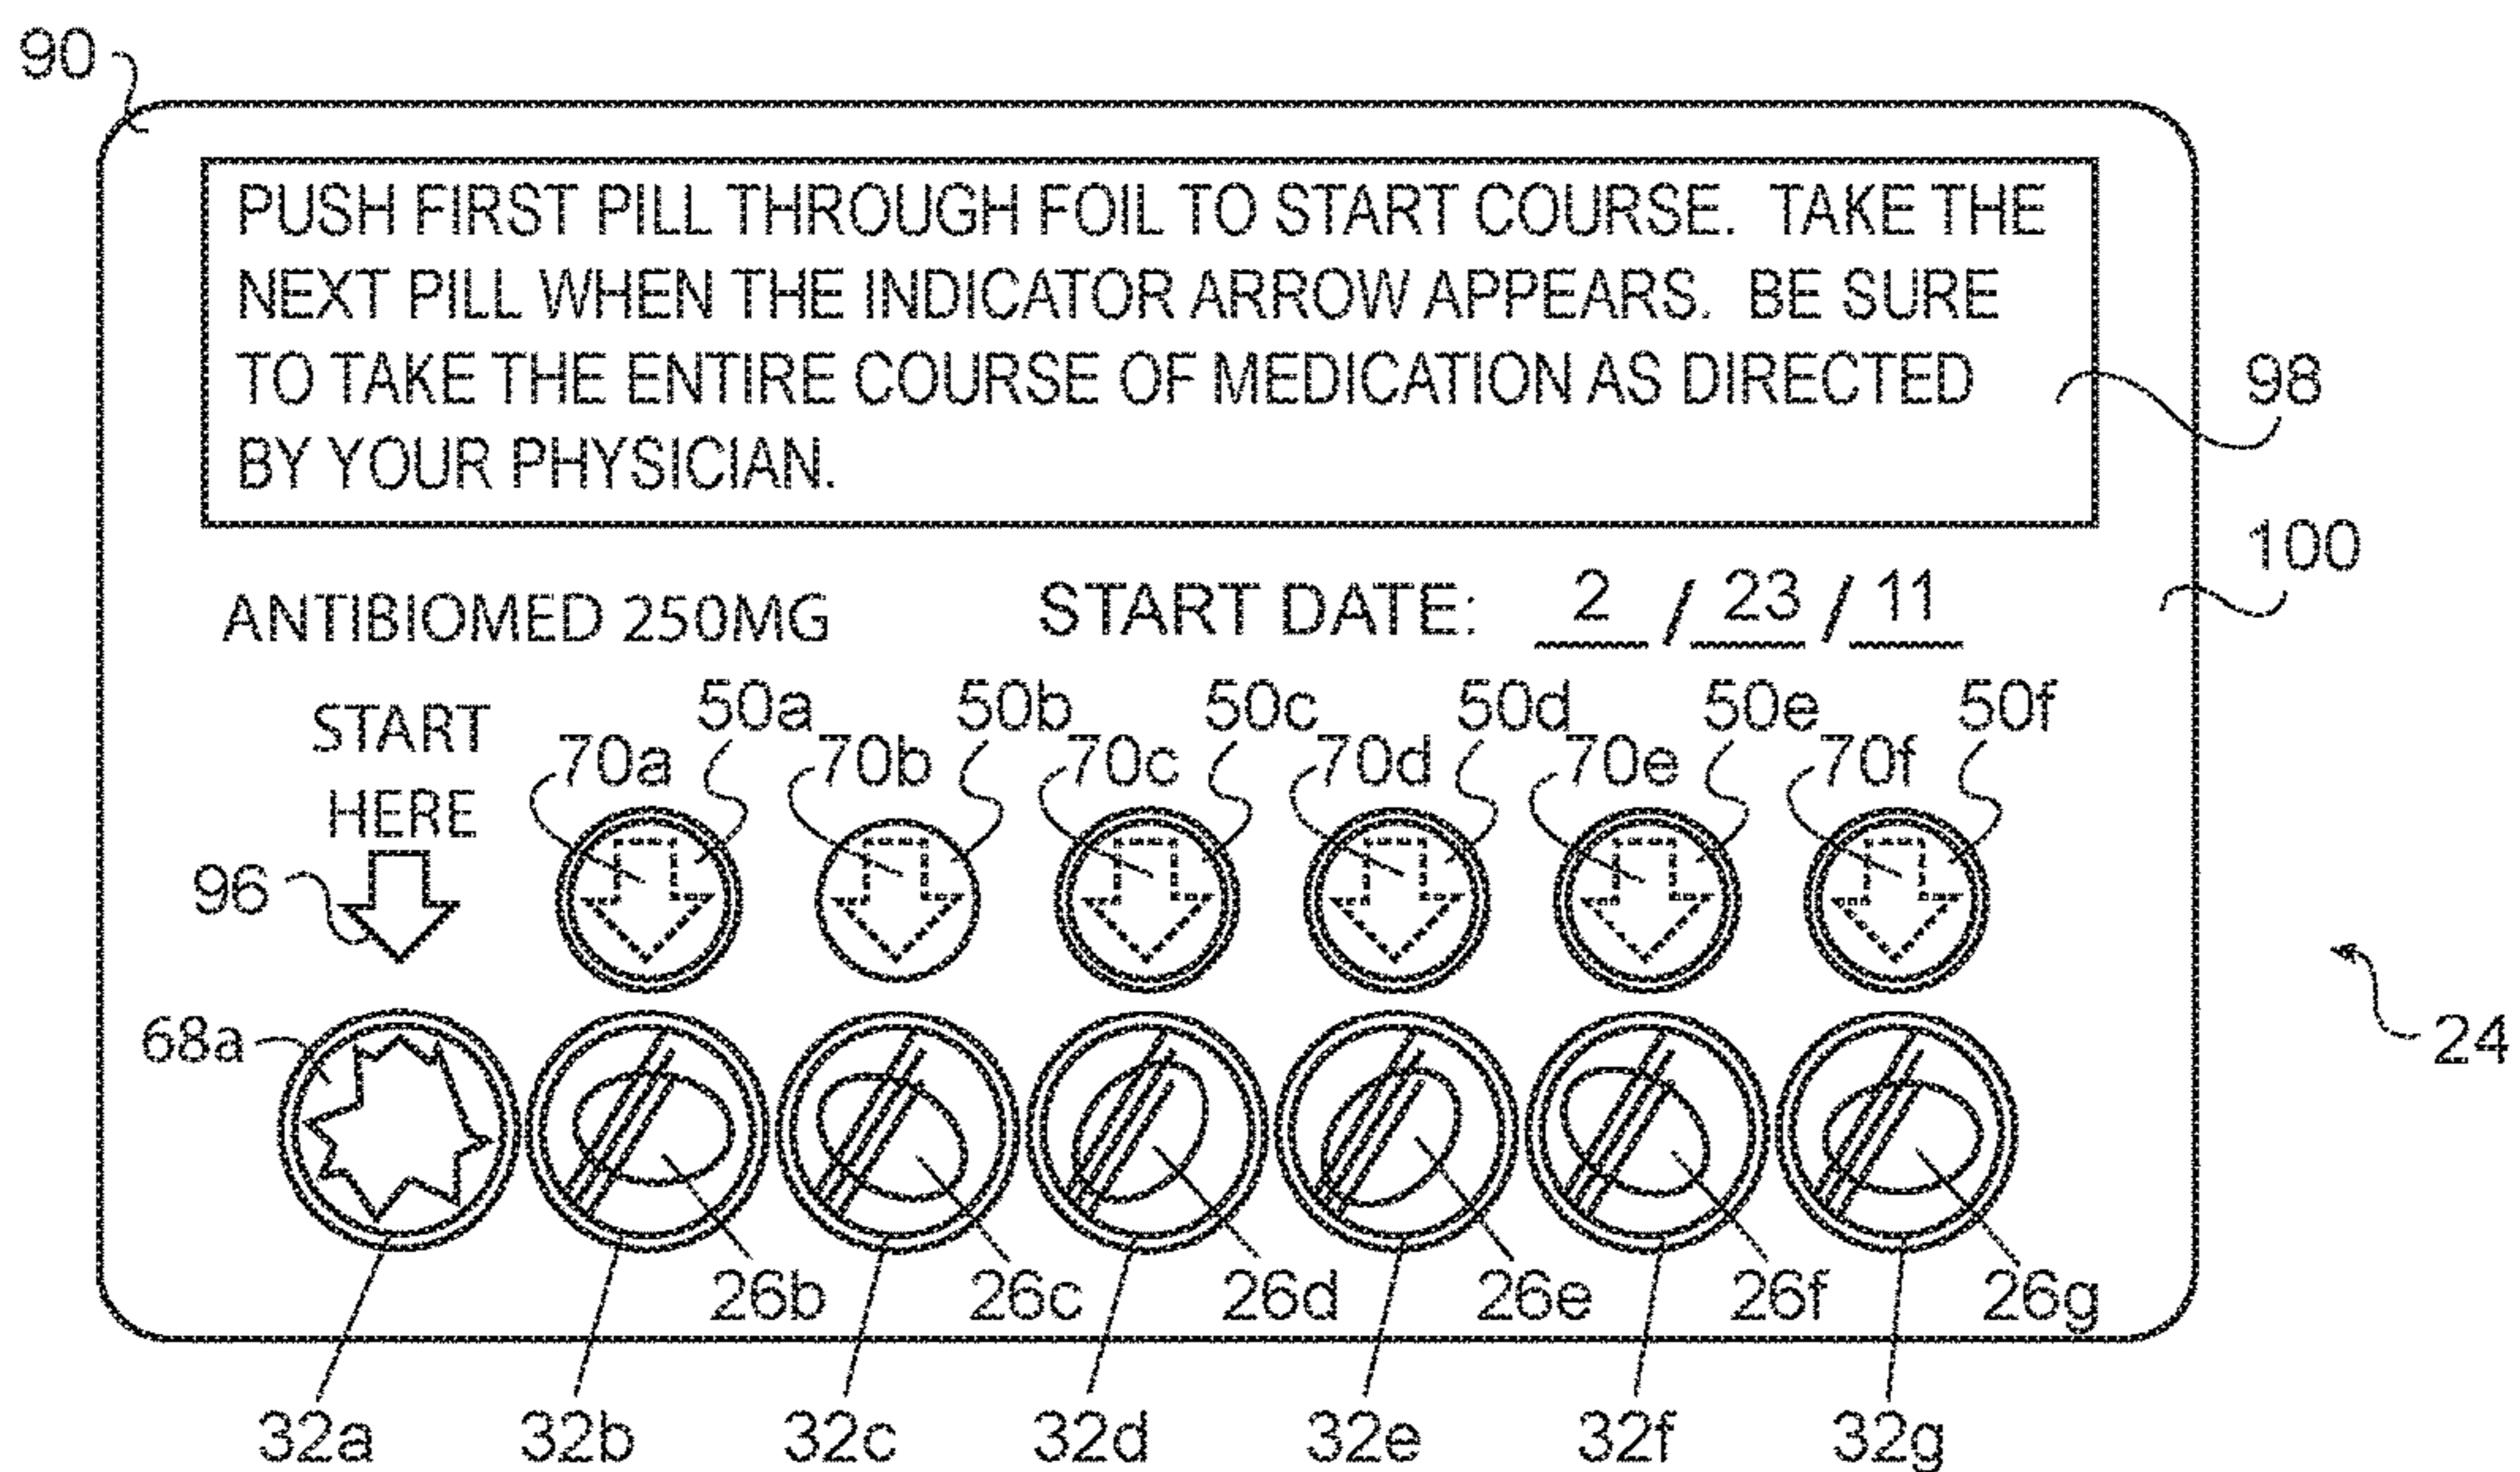 90
PUSH FIRST PILL THROUGH FOIL TO START COURSE. TAKE THE
NEXT PILL WHEN THE INDICATOR ARROW APPEARS. BE SURE
TO TAKE THE ENTIRE COURSE OF MEDICATION AS DIRECTED
BY YOUR PHYSICIAN.
98
100
ANTIBIOMED 250MG START DATE: 2 / 23 / 11
START
HERE
50a 50b 50c 50d 50e 50f
70a 70b 70c 70d 70e 70f
96
68a
24
26b 26c 26d 26e 26f 26g
32a 32b 32c 32d 32e 32f 32g